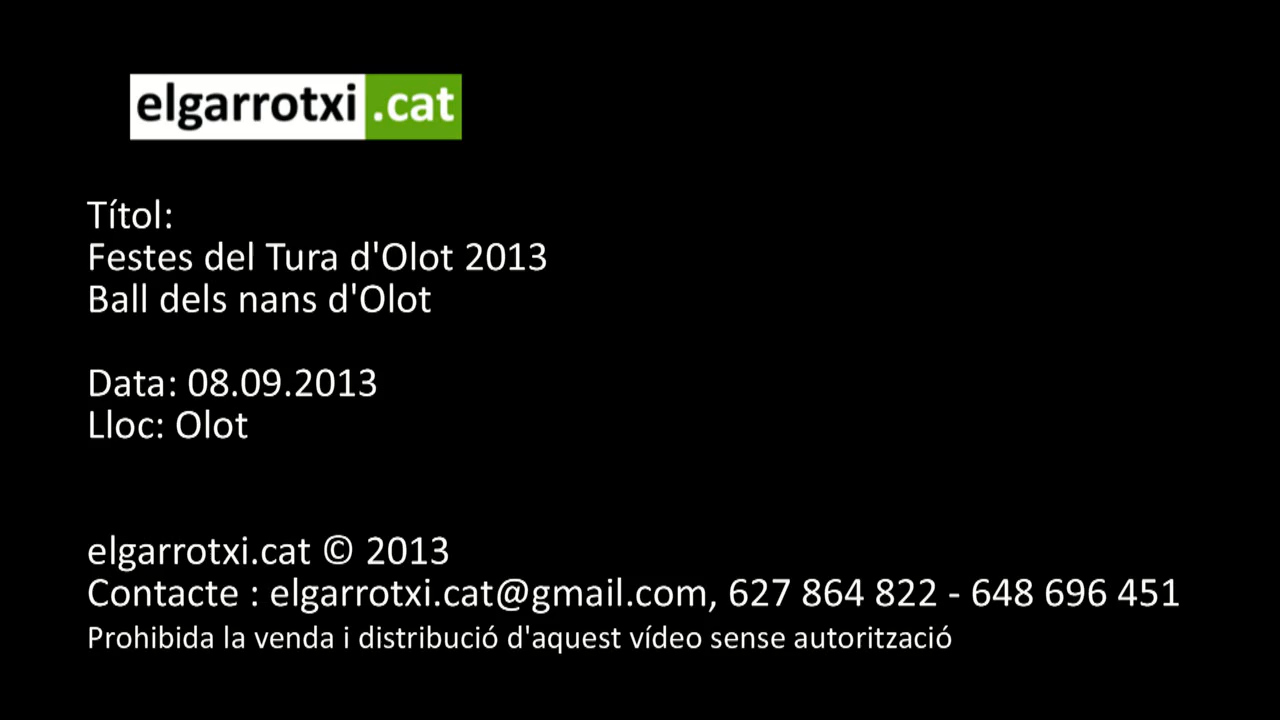 elgarrotxi .cat
Títol:
Festes del Tura d'Olot 2013
Ball dels nans d'Olot
Data: 08.09.2013
Lloc: Olot
elgarrotxi.cat © 2013
Contacte : elgarrotxi.cat@gmail.com, 627 864 822 - 648 696 451
Prohibida la venda i distribució d'aquest vídeo sense autorització